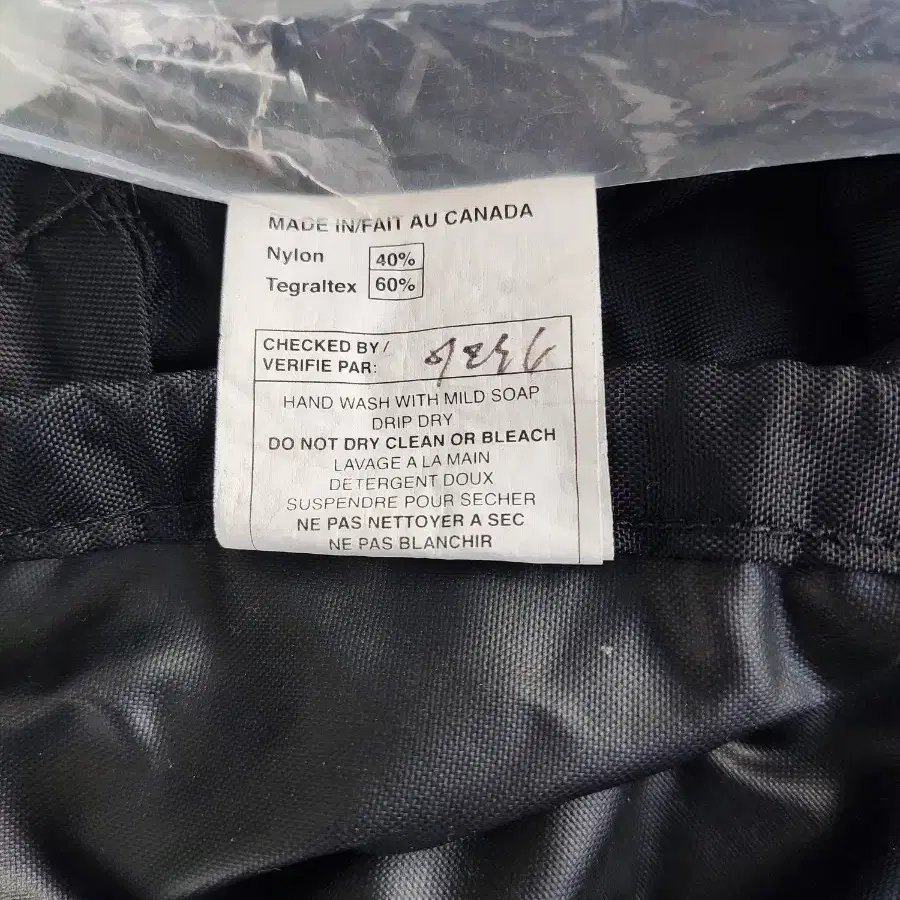 MADE IN/FAIT AU CANADA
Nylon 40%
Tegraltex 60%
CHECKED BY /
VERIFIE PAR:
HAND WASH WITH MILD SOAP
DRIP DRY
DO NOT DRY CLEAN OR BLEACH
LAVAGE A LA MAIN
DETERGENT DOUX
SUSPENDRE POUR SECHER
NE PAS NETTOYER A SEC
NE PAS BLANCHIR